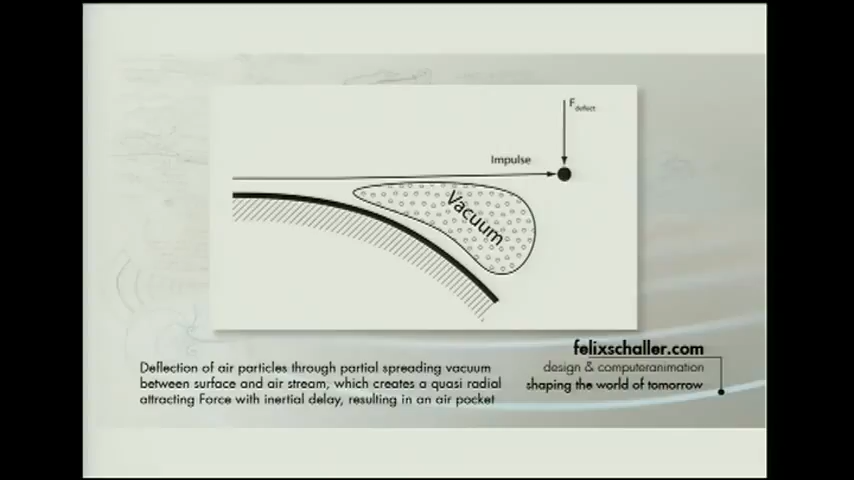 F defect
Impulse
Vacuum
felixschaller.com
design & computeranimation
shaping the world of tomorrow
Deflection of air particles through partial spreading vacuum
between surface and air stream, which creates a quasi radial
attracting Force with inertial delay, resulting in an air pocket